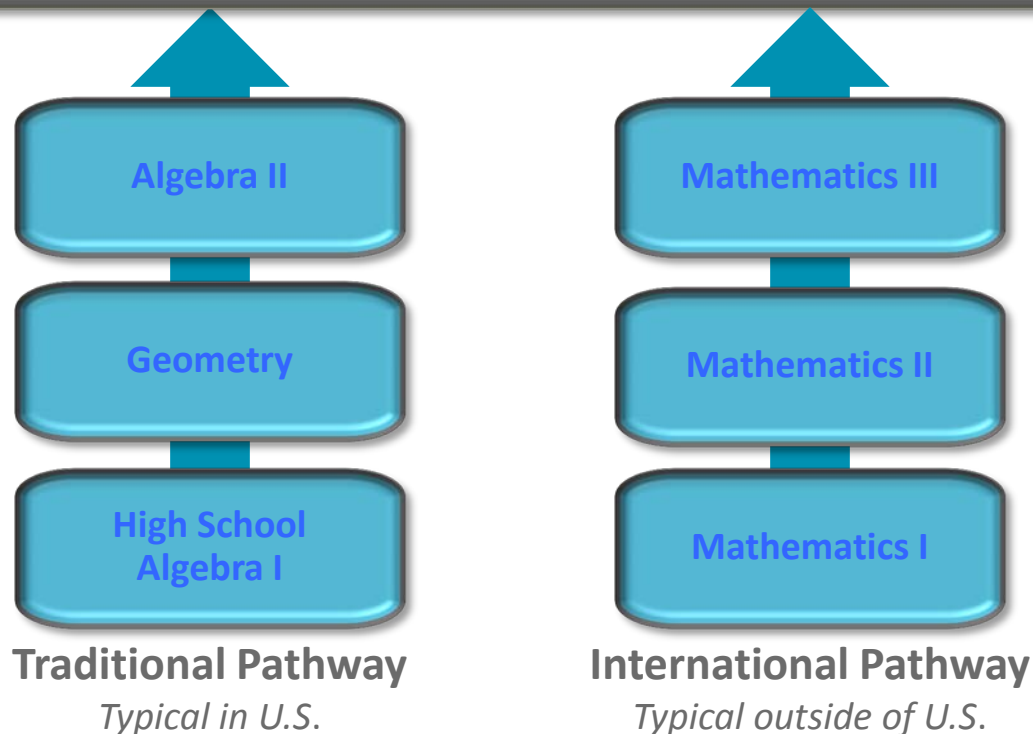 Algebra II
Geometry
High School
Algebra I
Traditional Pathway
Typical in U.S.
Mathematics III
Mathematics II
Mathematics I
International Pathway
Typical outside of U.S.